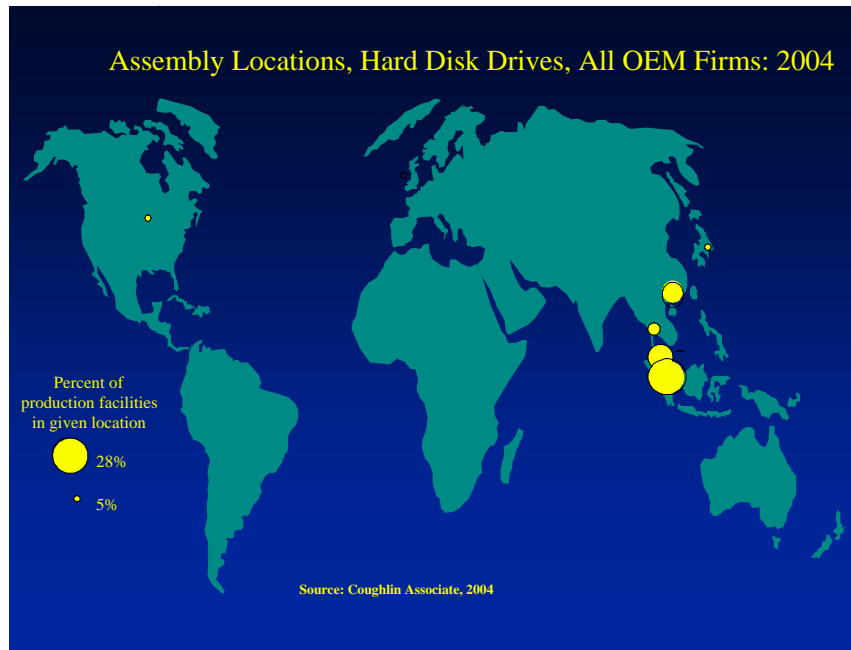 Assembly Locations, Hard Disk Drives, All OEM Firms: 2004
Percent of
production facilities
in given location
28%
5%
Source: Coughlin Associate, 2004